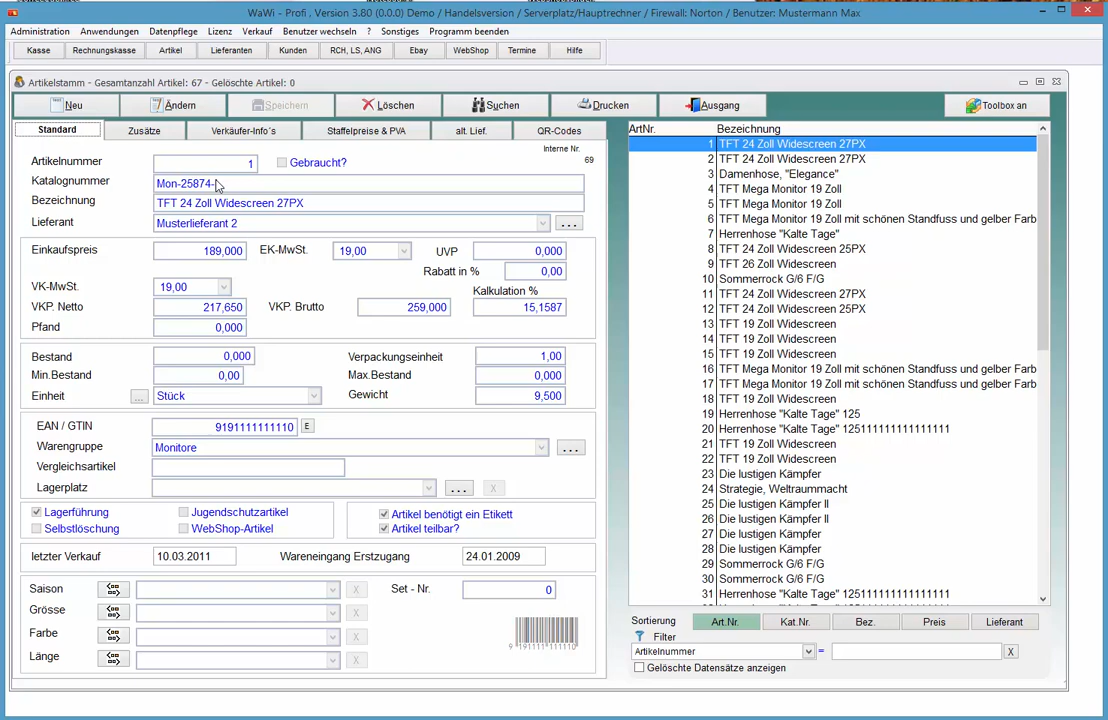 WaWi - Profi , Version 3.80 (0.0.0) Demo / Handelsversion / Serverplatz/Hauptrechner / Firewall: Norton / Benutzer: Mustermann Max
Administration Anwendungen Datenpflege Lizenz Verkauf Benutzer wechseln ? Sonstiges Programm beenden
Kasse Rechnungskasse Artikel Lieferanten Kunden RCH, LS, ANG Ebay WebShop Termine Hilfe
Artikelstamm - Gesamtanzahl Artikel: 67 - Gelöschte Artikel: 0
Neu Ändern Speichern Löschen Suchen Drucken Ausgang Toolbox an
Standard Zusätze Verkäufer-Info´s Staffelpreise & PVA alt. Lief. QR-Codes
Interne Nr.
69
Artikelnummer 1 Gebraucht?
Katalognummer Mon-25874-
Bezeichnung TFT 24 Zoll Widescreen 27PX
Lieferant Musterlieferant 2 ...
Einkaufspreis 189,000 EK-MwSt. 19,00 UVP 0,000
Rabatt in % 0,00
VK-MwSt. 19,00 Kalkulation %
VKP. Netto 217,650 VKP. Brutto 259,000 15,1587
Pfand 0,000
Bestand 0,000 Verpackungseinheit 1,00
Min.Bestand 0,00 Max.Bestand 0,000
Einheit ... Stück Gewicht 9,500
EAN / GTIN 9191111111110 E
Warengruppe Monitore ...
Vergleichsartikel
Lagerplatz ... X
Lagerführung Jugendschutzartikel Artikel benötigt ein Etikett
Selbstlöschung WebShop-Artikel Artikel teilbar?
letzter Verkauf 10.03.2011 Wareneingang Erstzugang 24.01.2009
Saison X Set - Nr. 0
Grösse X
Farbe X
Länge X
9 191111 111110
ArtNr. Bezeichnung
1 TFT 24 Zoll Widescreen 27PX
2 TFT 24 Zoll Widescreen 27PX
3 Damenhose, "Elegance"
4 TFT Mega Monitor 19 Zoll
5 TFT Mega Monitor 19 Zoll
6 TFT Mega Monitor 19 Zoll mit schönen Standfuss und gelber Farb
7 Herrenhose "Kalte Tage"
8 TFT 24 Zoll Widescreen 25PX
9 TFT 26 Zoll Widescreen
10 Sommerrock G/6 F/G
11 TFT 24 Zoll Widescreen 27PX
12 TFT 24 Zoll Widescreen 25PX
13 TFT 19 Zoll Widescreen
14 TFT 19 Zoll Widescreen
15 TFT 19 Zoll Widescreen
16 TFT Mega Monitor 19 Zoll mit schönen Standfuss und gelber Farb
17 TFT Mega Monitor 19 Zoll mit schönen Standfuss und gelber Farb
18 TFT 19 Zoll Widescreen
19 Herrenhose "Kalte Tage" 125
20 Herrenhose "Kalte Tage" 125111111111111111
21 TFT 19 Zoll Widescreen
22 TFT 19 Zoll Widescreen
23 Die lustigen Kämpfer
24 Strategie, Weltraummacht
25 Die lustigen Kämpfer II
26 Die lustigen Kämpfer II
27 Die lustigen Kämpfer
28 Die lustigen Kämpfer
29 Sommerrock G/6 F/G
30 Sommerrock G/6 F/G
31 Herrenhose "Kalte Tage" 125111111111111111
Sortierung Art.Nr. Kat.Nr. Bez. Preis Lieferant
Filter
Artikelnummer = X
Gelöschte Datensätze anzeigen